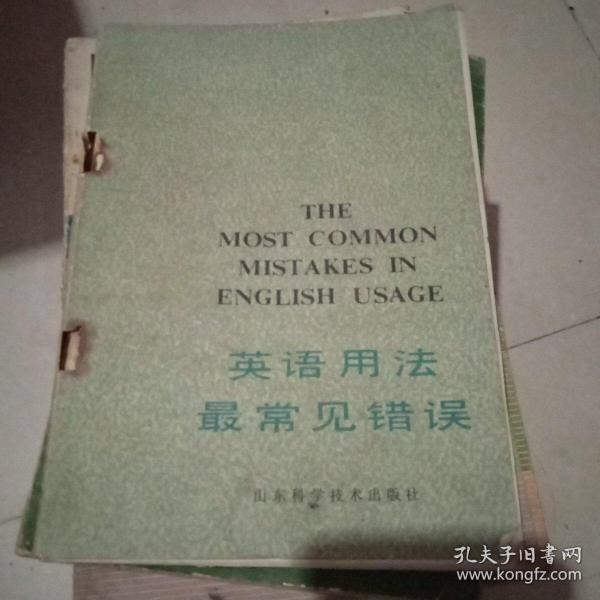 THE
MOST COMMON
MISTAKES IN
ENGLISH USAGE
英语用法
最常见错误
山东科学技术出版社
孔夫子旧書网
www.kongfz.com